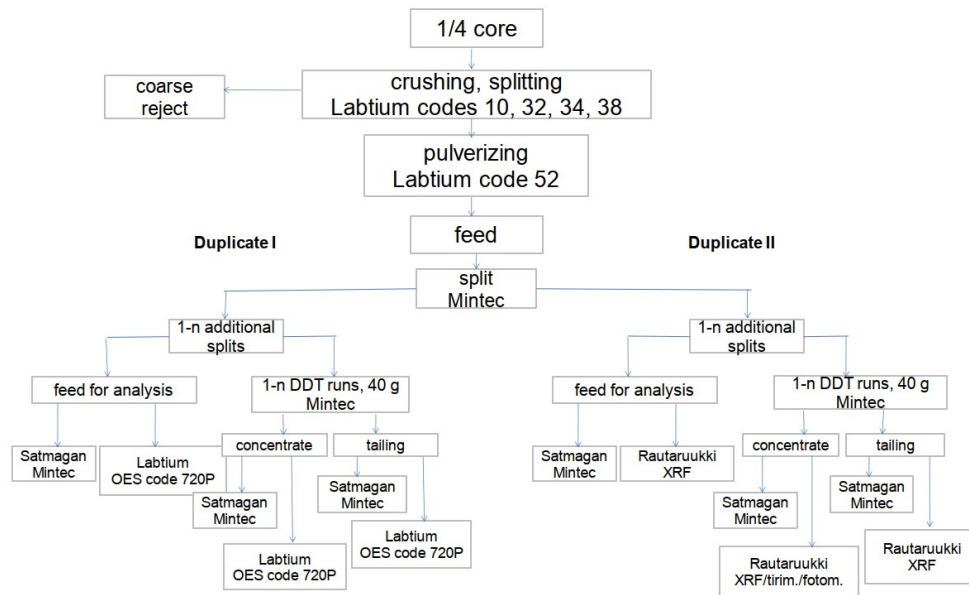 1/4 core
coarse
reject
crushing, splitting
Labtium codes 10, 32, 34, 38
pulverizing
Labtium code 52
feed
Duplicate I
Duplicate II
split
Mintec
1-n additional
splits
1-n additional
splits
feed for analysis
1-n DDT runs, 40 g
Mintec
feed for analysis
1-n DDT runs, 40 g
Mintec
Satmagan
Mintec
Labtium
OES code 720P
concentrate
tailing
Satmagan
Mintec
Rautaruukki
XRF
concentrate
tailing
Satmagan
Mintec
Satmagan
Mintec
Labtium
OES code 720P
Labtium
OES code 720P
Satmagan
Mintec
Satmagan
Mintec
Rautaruukki
XRF/tirim./fotom.
Rautaruukki
XRF